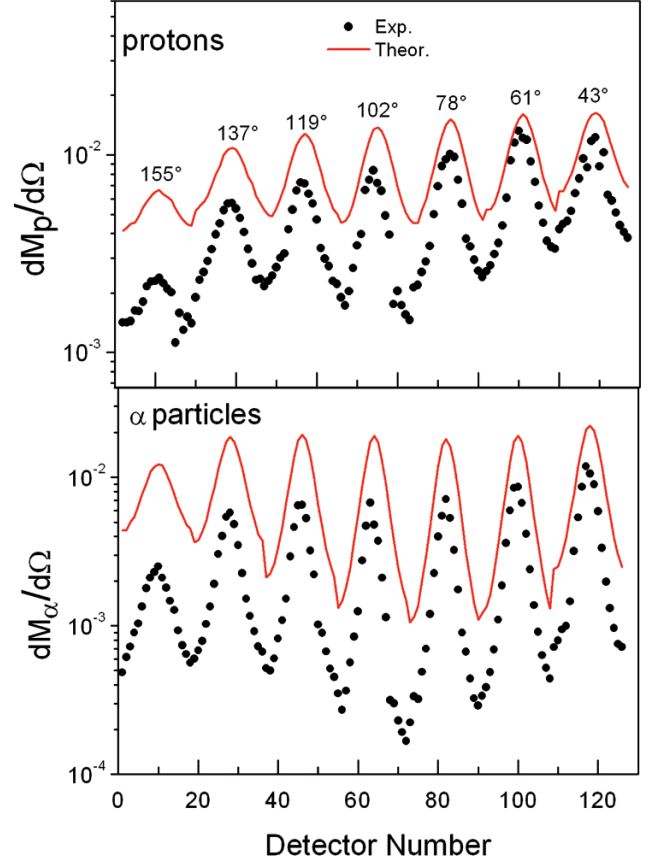 protons
Exp.
Theor.
155°
137°
119°
102°
78°
61°
43°
10⁻²
10⁻³
dMp/dΩ
α particles
10⁻²
10⁻³
10⁻⁴
dMα/dΩ
0 20 40 60 80 100 120
Detector Number